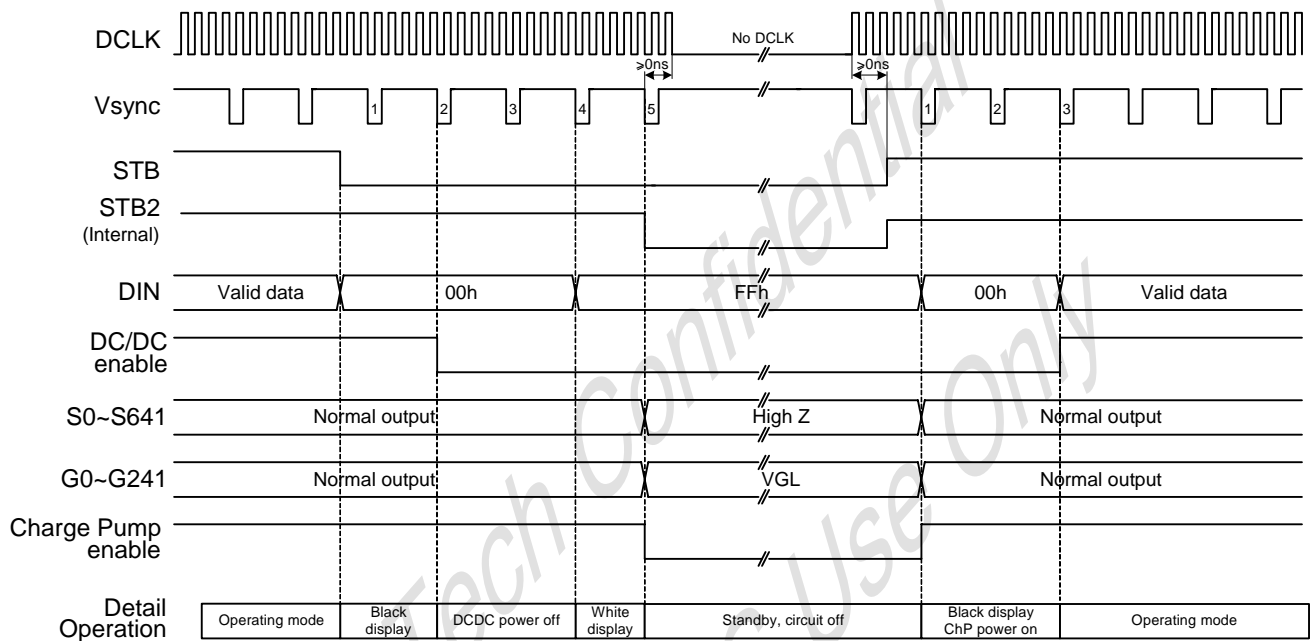 DCLK
No DCLK
≥0ns
≥0ns
Vsync
1
2
3
4
5
1
2
3
STB
STB2
(Internal)
DIN
Valid data
00h
FFh
00h
Valid data
DC/DC
enable
S0~S641
Normal output
High Z
Normal output
G0~G241
Normal output
VGL
Normal output
Charge Pump
enable
Detail
Operation
Operating mode
Black
display
DCDC power off
White
display
Standby, circuit off
Black display
ChP power on
Operating mode
Tech Confidential
Use Only